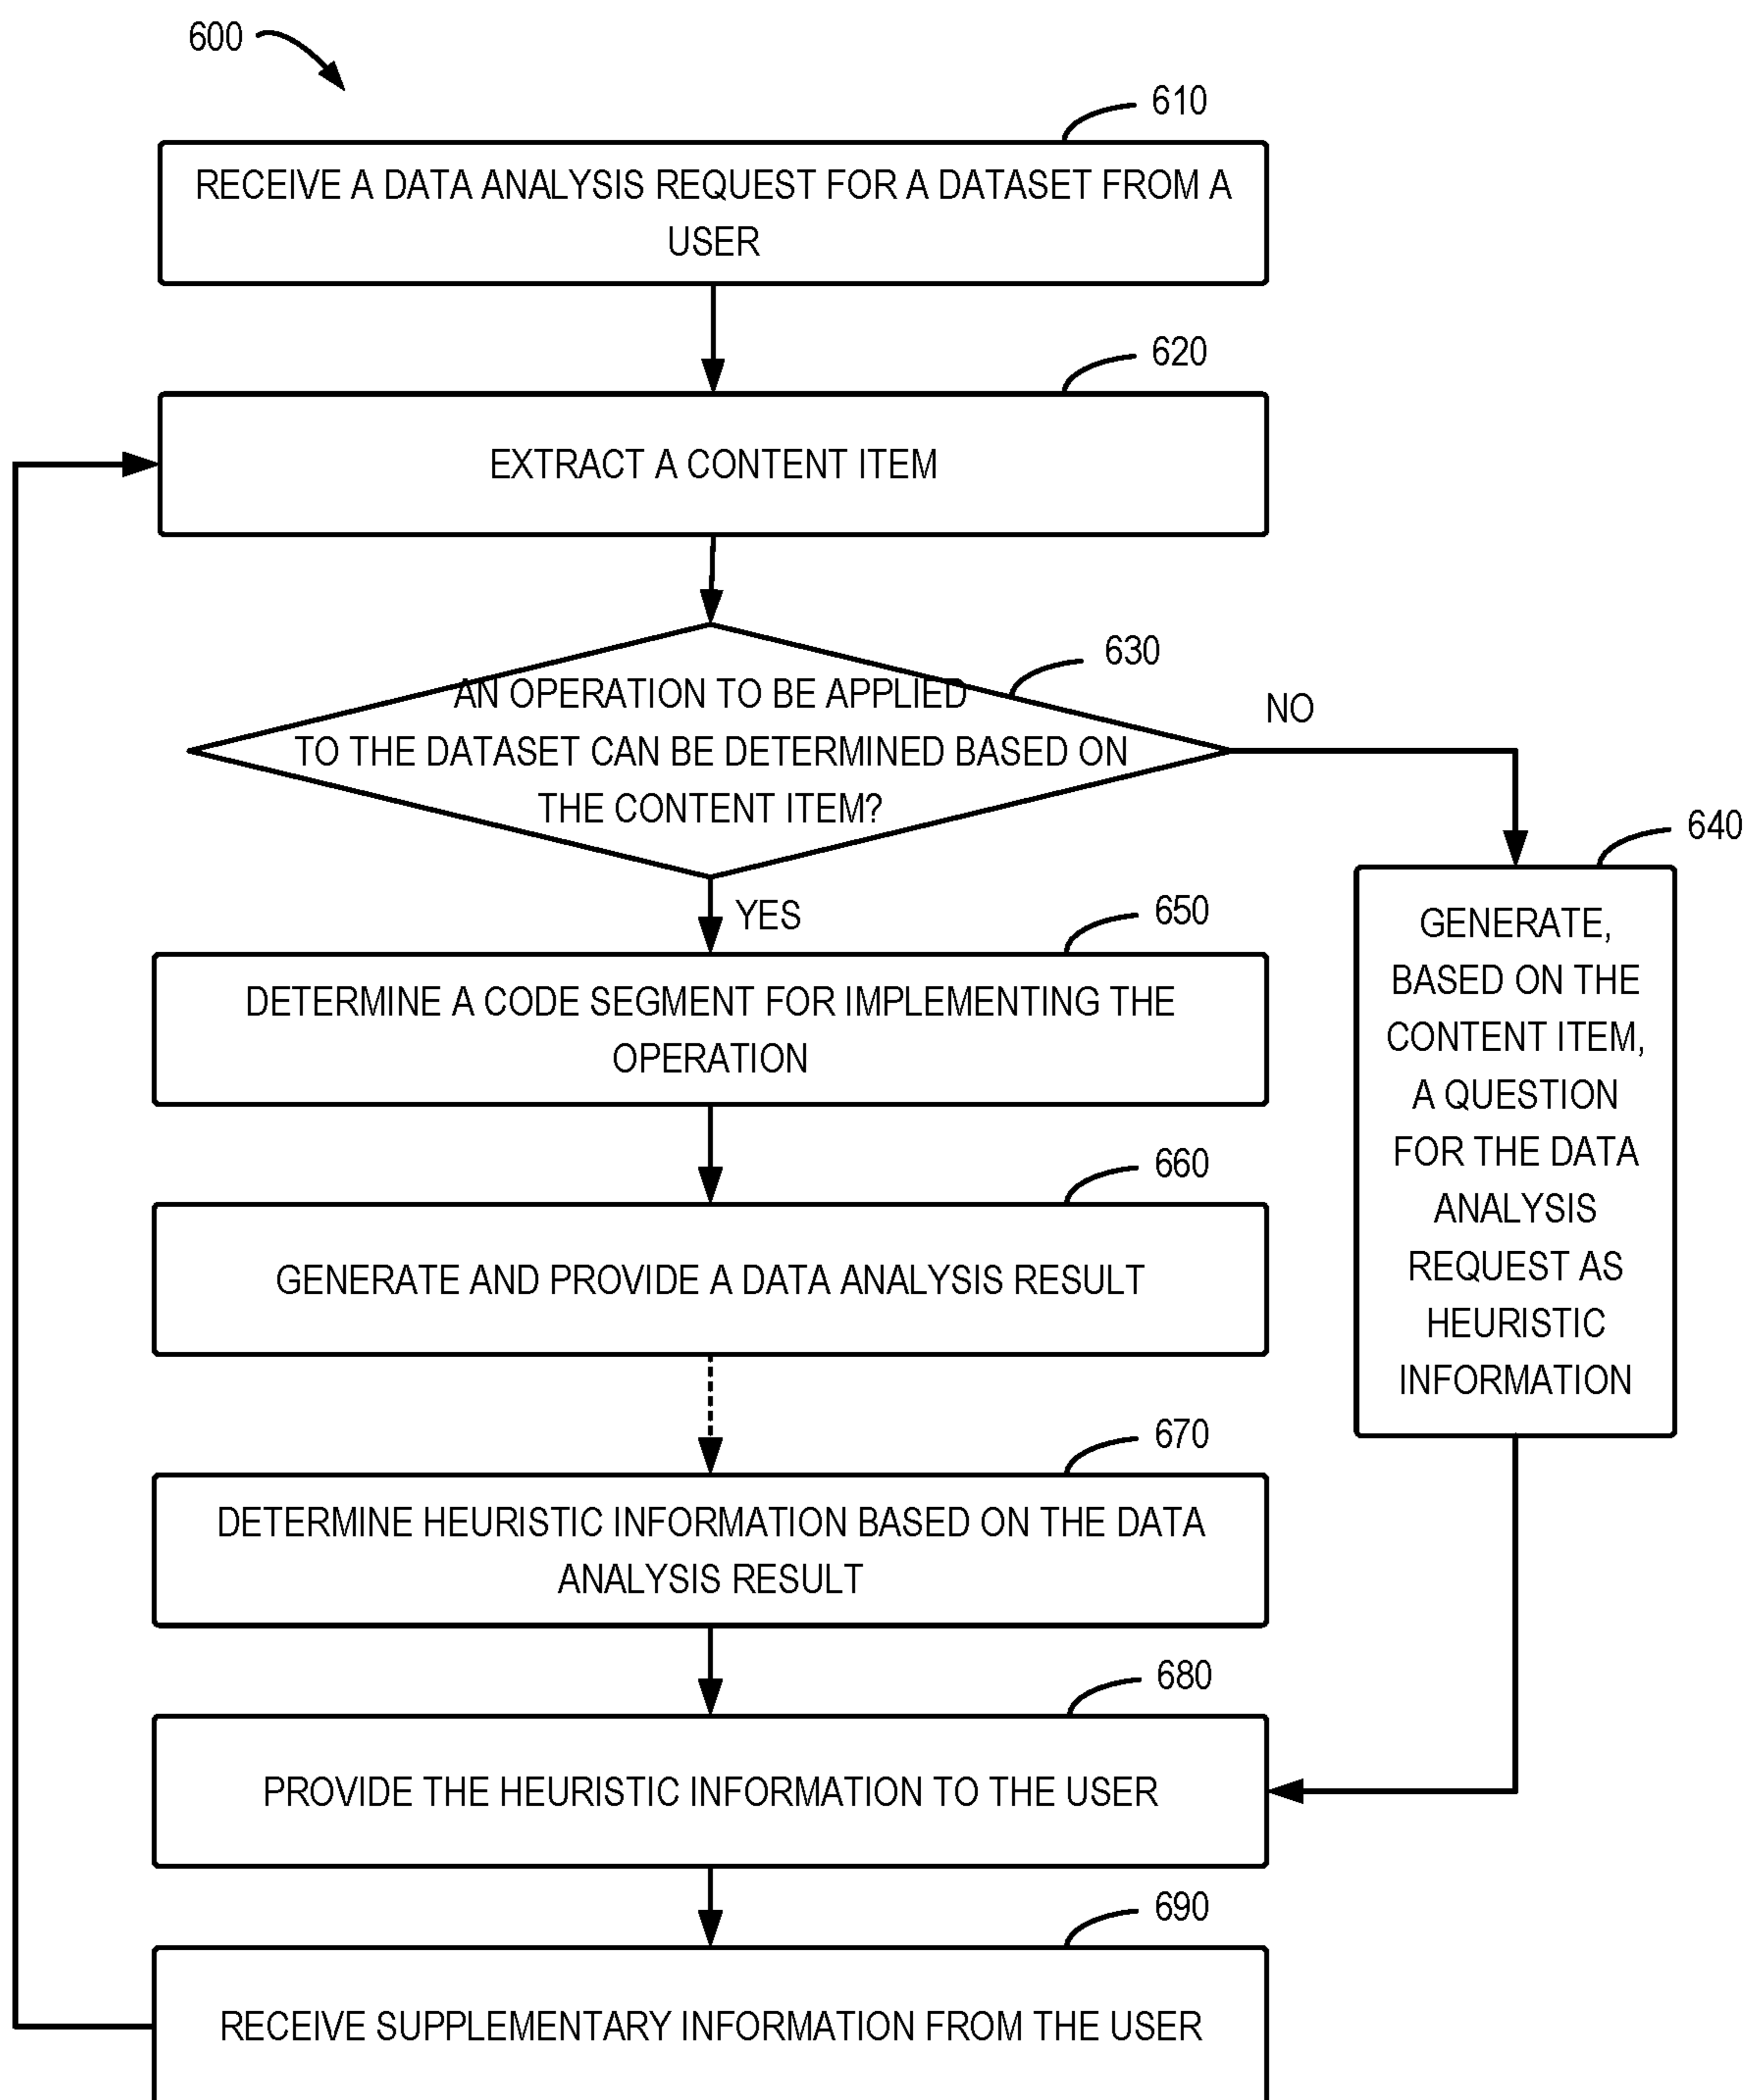 600
610
RECEIVE A DATA ANALYSIS REQUEST FOR A DATASET FROM A
USER
620
EXTRACT A CONTENT ITEM
630
AN OPERATION TO BE APPLIED
TO THE DATASET CAN BE DETERMINED BASED ON
THE CONTENT ITEM?
NO
640
GENERATE,
BASED ON THE
CONTENT ITEM,
A QUESTION
FOR THE DATA
ANALYSIS
REQUEST AS
HEURISTIC
INFORMATION
YES
650
DETERMINE A CODE SEGMENT FOR IMPLEMENTING THE
OPERATION
660
GENERATE AND PROVIDE A DATA ANALYSIS RESULT
670
DETERMINE HEURISTIC INFORMATION BASED ON THE DATA
ANALYSIS RESULT
680
PROVIDE THE HEURISTIC INFORMATION TO THE USER
690
RECEIVE SUPPLEMENTARY INFORMATION FROM THE USER